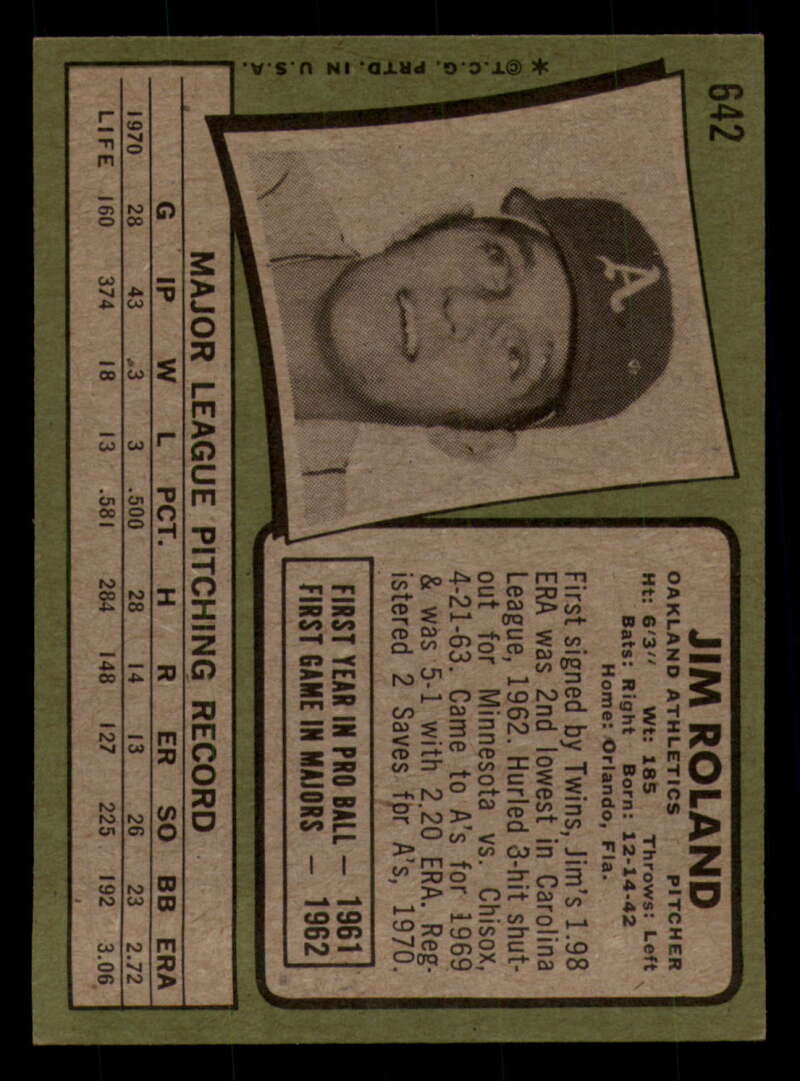 642
A
✶©T.C.G. PRTD. IN U.S.A.
JIM ROLAND
OAKLAND ATHLETICS PITCHER
Ht: 6'3" Wt: 185 Throws: Left
Bats: Right Born: 12-14-42
Home: Orlando, Fla.
First signed by Twins, Jim's 1.98
ERA was 2nd lowest in Carolina
League, 1962. Hurled 3-hit shut-
out for Minnesota vs. Chisox,
4-21-63. Came to A's for 1969
& was 5-1 with 2.20 ERA. Reg-
istered 2 Saves for A's, 1970.
FIRST YEAR IN PRO BALL — 1961
FIRST GAME IN MAJORS — 1962
MAJOR LEAGUE PITCHING RECORD
G IP W L PCT. H R ER SO BB ERA
1970 28 43 3 3 .500 28 14 13 26 23 2.72
LIFE 160 374 18 13 .581 284 148 127 225 192 3.06